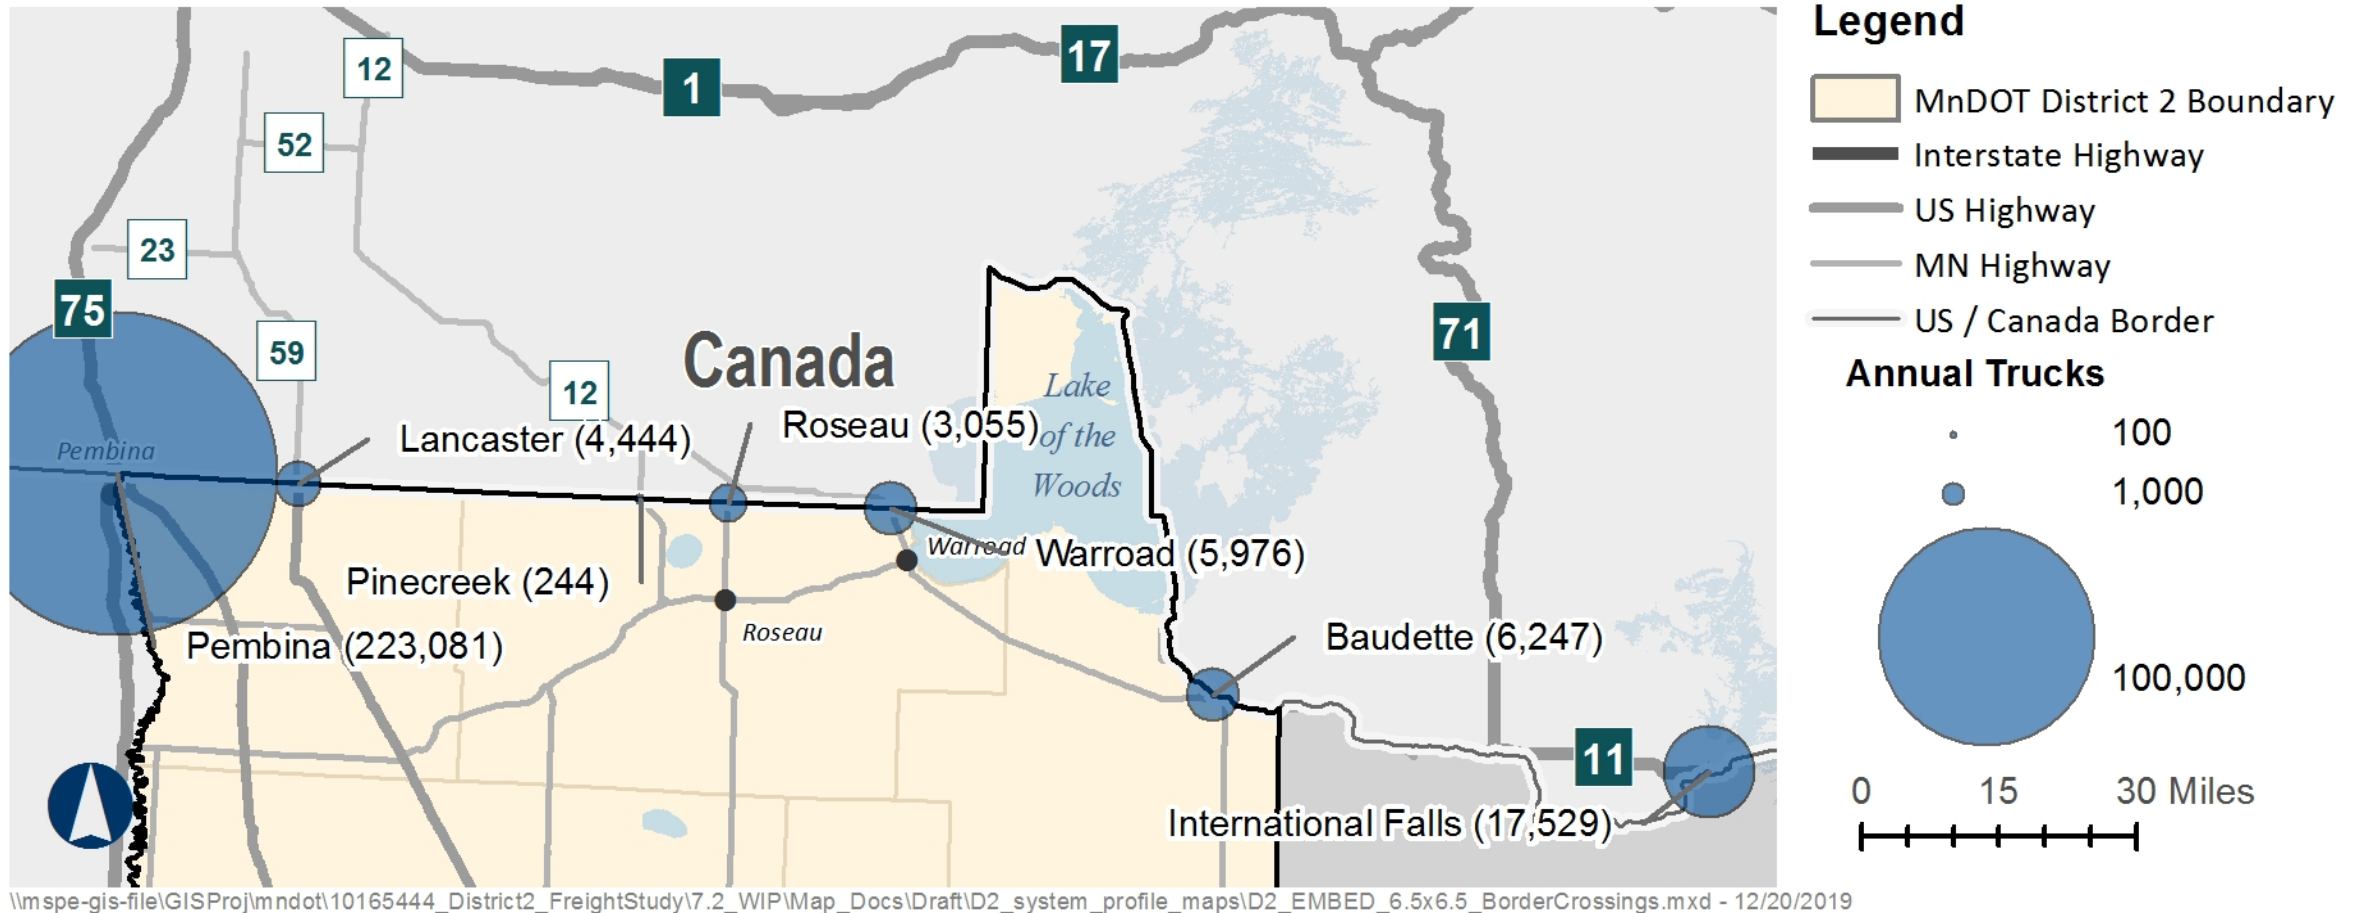 12
1
17
52
23
75
59
71
12
Canada
Lake
of the
Woods
Pembina
Lancaster (4,444)
Roseau (3,055)
Warroad
Warroad (5,976)
Pinecreek (244)
Roseau
Pembina (223,081)
Baudette (6,247)
11
International Falls (17,529)
Legend
MnDOT District 2 Boundary
Interstate Highway
US Highway
MN Highway
US / Canada Border
Annual Trucks
100
1,000
100,000
0 15 30 Miles
\\mspe-gis-file\GISProj\mndot\10165444_District2_FreightStudy\7.2_WIP\Map_Docs\Draft\D2_system_profile_maps\D2_EMBED_6.5x6.5_BorderCrossings.mxd - 12/20/2019